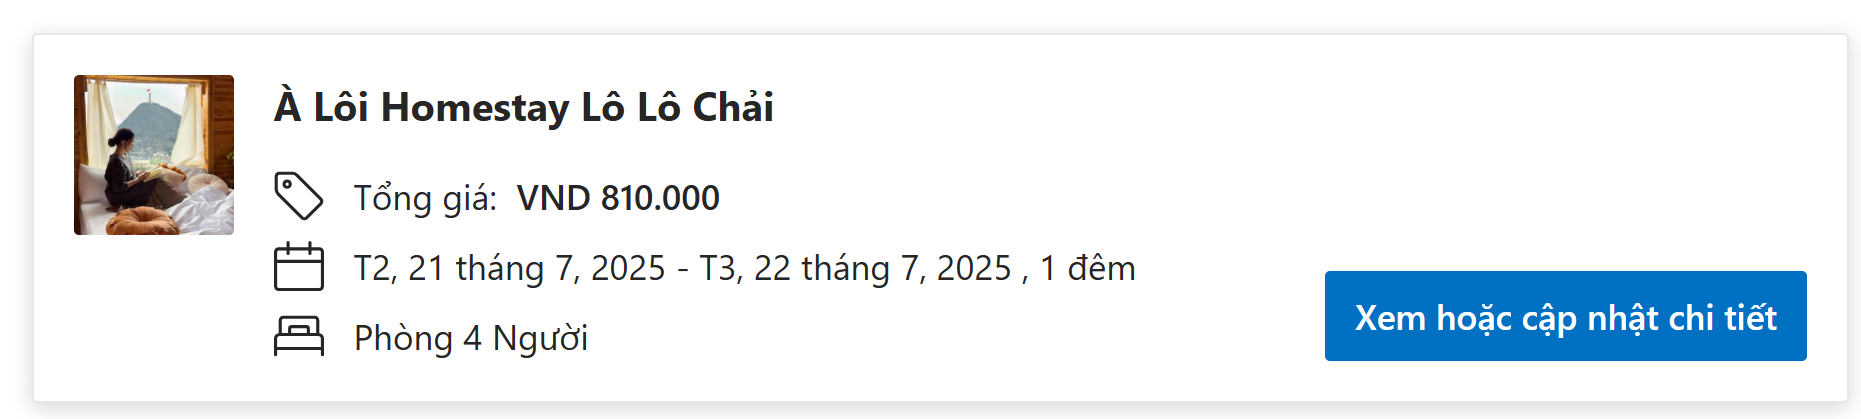 À Lôi Homestay Lô Lô Chải
Tổng giá: VND 810.000
T2, 21 tháng 7, 2025 - T3, 22 tháng 7, 2025 , 1 đêm
Phòng 4 Người
Xem hoặc cập nhật chi tiết